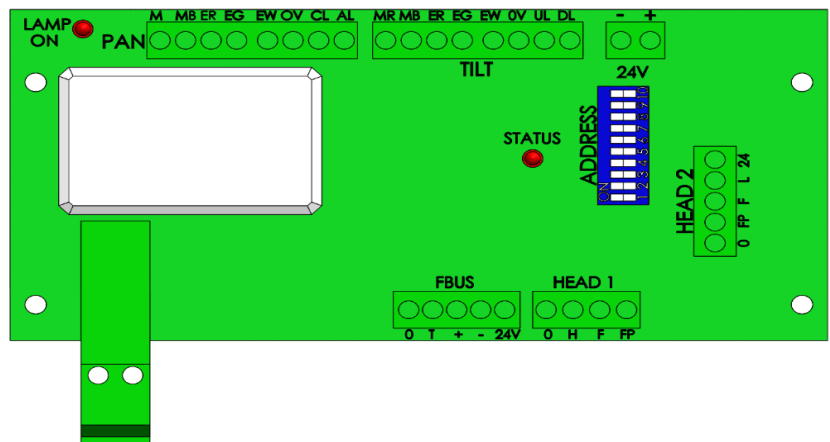 LAMP ON
PAN
M MB ER EG EW OV CL AL
MR MB ER EG EW 0V UL DL
TILT
- +
24V
STATUS
ADDRESS
ON
1 2 3 4 5 6 7 8 9 10
HEAD 2
0 FP F L 24
FBUS
0 T + - 24V
HEAD 1
0 H F FP